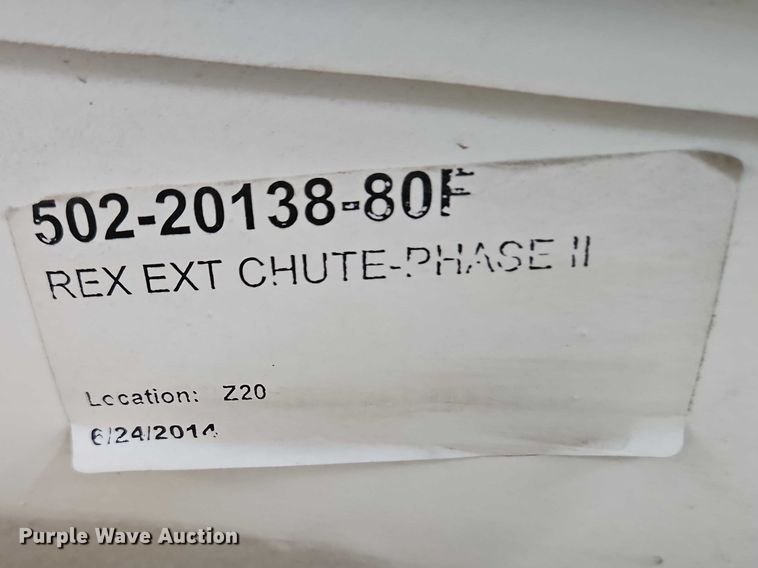 502-20138-80F
REX EXT CHUTE-PHASE II
Location: Z20
6/24/2014
Purple Wave Auction